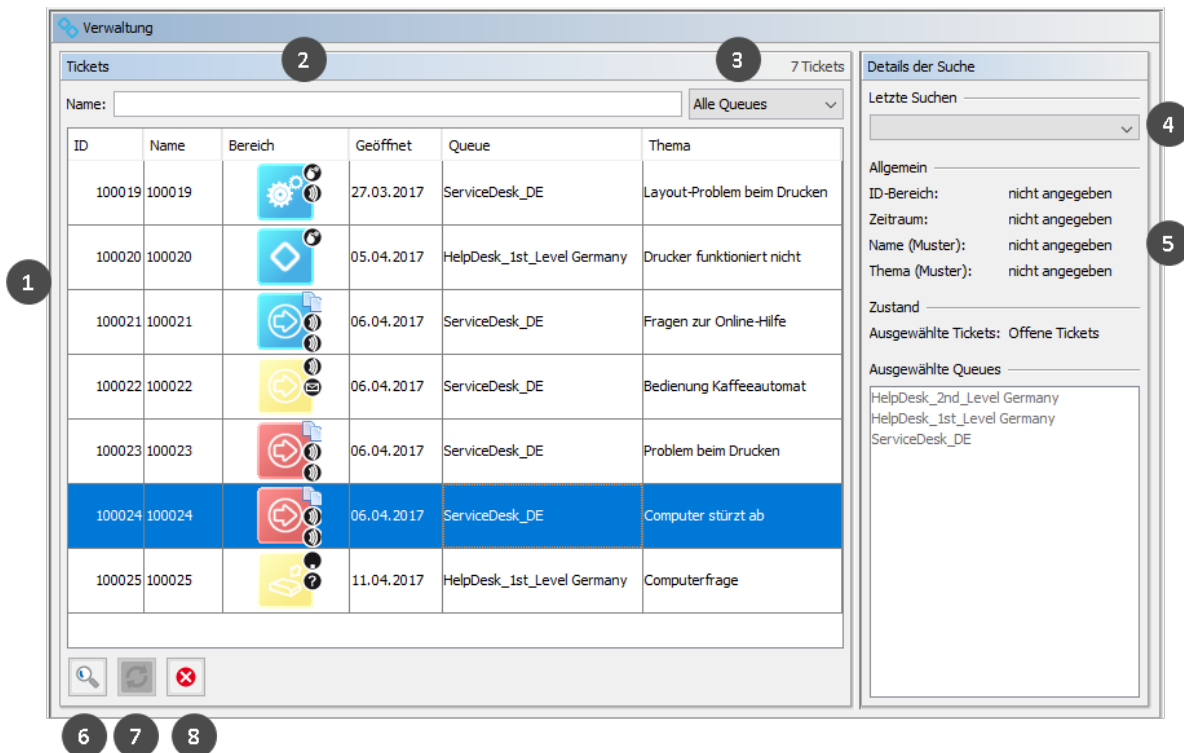 Verwaltung
2
3
Tickets
7 Tickets
Name:
Alle Queues
ID Name Bereich Geöffnet Queue Thema
100019 100019 27.03.2017 ServiceDesk_DE Layout-Problem beim Drucken
1
100020 100020 05.04.2017 HelpDesk_1st_Level Germany Drucker funktioniert nicht
100021 100021 06.04.2017 ServiceDesk_DE Fragen zur Online-Hilfe
100022 100022 06.04.2017 ServiceDesk_DE Bedienung Kaffeeautomat
100023 100023 06.04.2017 ServiceDesk_DE Problem beim Drucken
100024 100024 06.04.2017 ServiceDesk_DE Computer stürzt ab
100025 100025 ? 11.04.2017 HelpDesk_1st_Level Germany Computerfrage
6 7 8
Details der Suche
Letzte Suchen
4
Allgemein
ID-Bereich: nicht angegeben
Zeitraum: nicht angegeben
Name (Muster): nicht angegeben
5
Thema (Muster): nicht angegeben
Zustand
Ausgewählte Tickets: Offene Tickets
Ausgewählte Queues
HelpDesk_2nd_Level Germany
HelpDesk_1st_Level Germany
ServiceDesk_DE